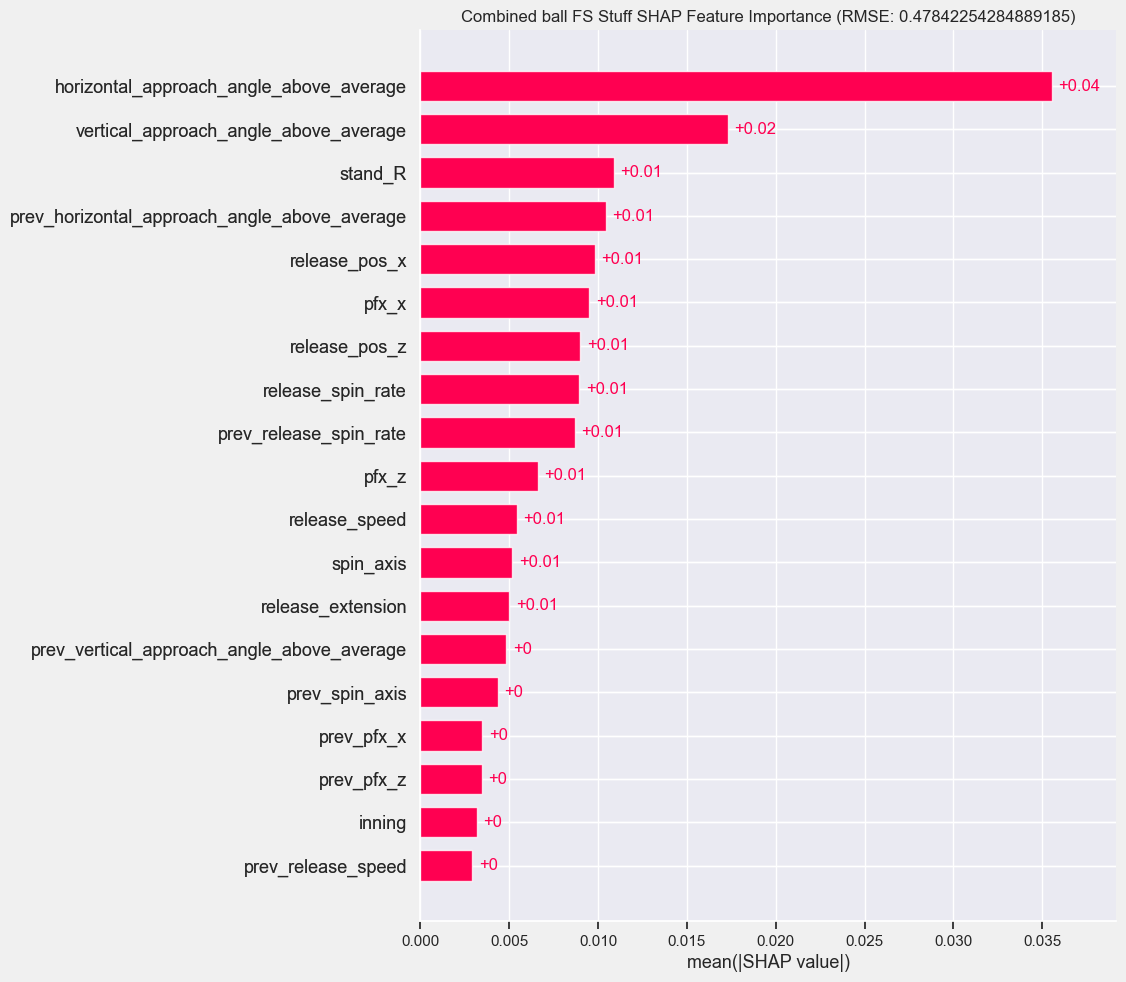 Combined ball FS Stuff SHAP Feature Importance (RMSE: 0.47842254284889185)
horizontal_approach_angle_above_average +0.04
vertical_approach_angle_above_average +0.02
stand_R +0.01
prev_horizontal_approach_angle_above_average +0.01
release_pos_x +0.01
pfx_x +0.01
release_pos_z +0.01
release_spin_rate +0.01
prev_release_spin_rate +0.01
pfx_z +0.01
release_speed +0.01
spin_axis +0.01
release_extension +0.01
prev_vertical_approach_angle_above_average +0
prev_spin_axis +0
prev_pfx_x +0
prev_pfx_z +0
inning +0
prev_release_speed +0
0.000 0.005 0.010 0.015 0.020 0.025 0.030 0.035
mean(|SHAP value|)